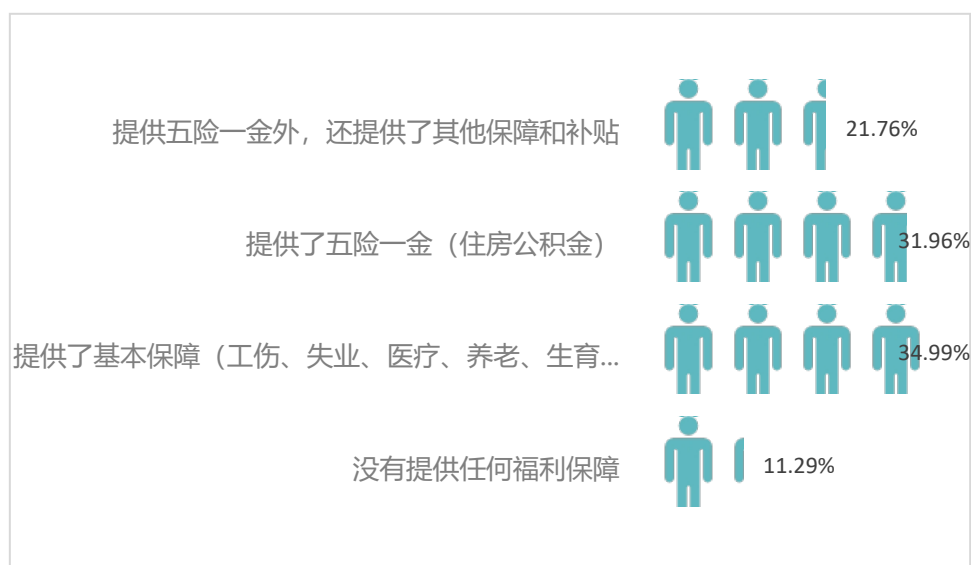 提供五险一金外，还提供了其他保障和补贴 21.76%
提供了五险一金（住房公积金） 31.96%
提供了基本保障（工伤、失业、医疗、养老、生育... 34.99%
没有提供任何福利保障 11.29%